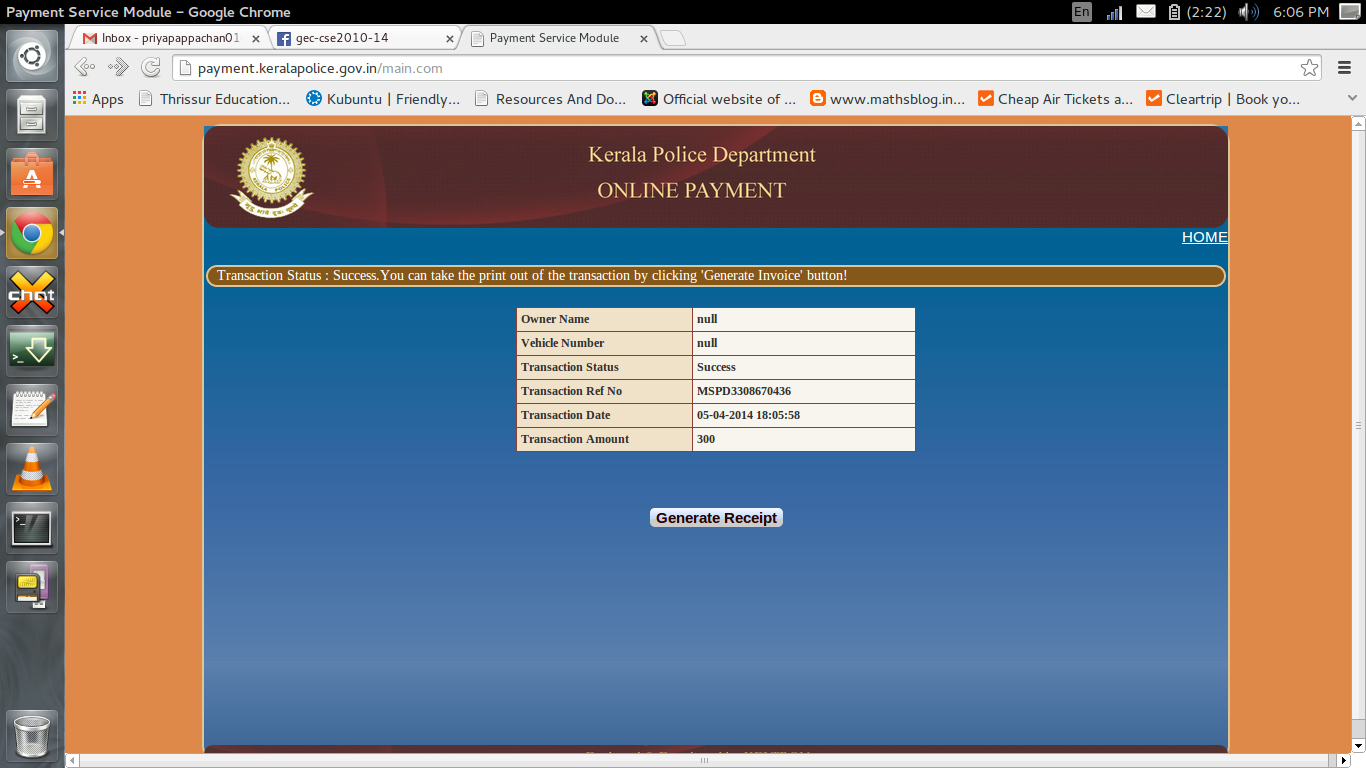 Payment Service Module – Google Chrome
En
(2:22)
6:06 PM
Inbox - priyapappachan01
gec-cse2010-14
Payment Service Module
payment.keralapolice.gov.in/main.com
Apps
Thrissur Education...
Kubuntu | Friendly...
Resources And Do...
Official website of ...
www.mathsblog.in...
Cheap Air Tickets a...
Cleartrip | Book yo...
Kerala Police Department
ONLINE PAYMENT
HOME
Transaction Status : Success.You can take the print out of the transaction by clicking 'Generate Invoice' button!
Owner Name null
Vehicle Number null
Transaction Status Success
Transaction Ref No MSPD3308670436
Transaction Date 05-04-2014 18:05:58
Transaction Amount 300
Generate Receipt
chat